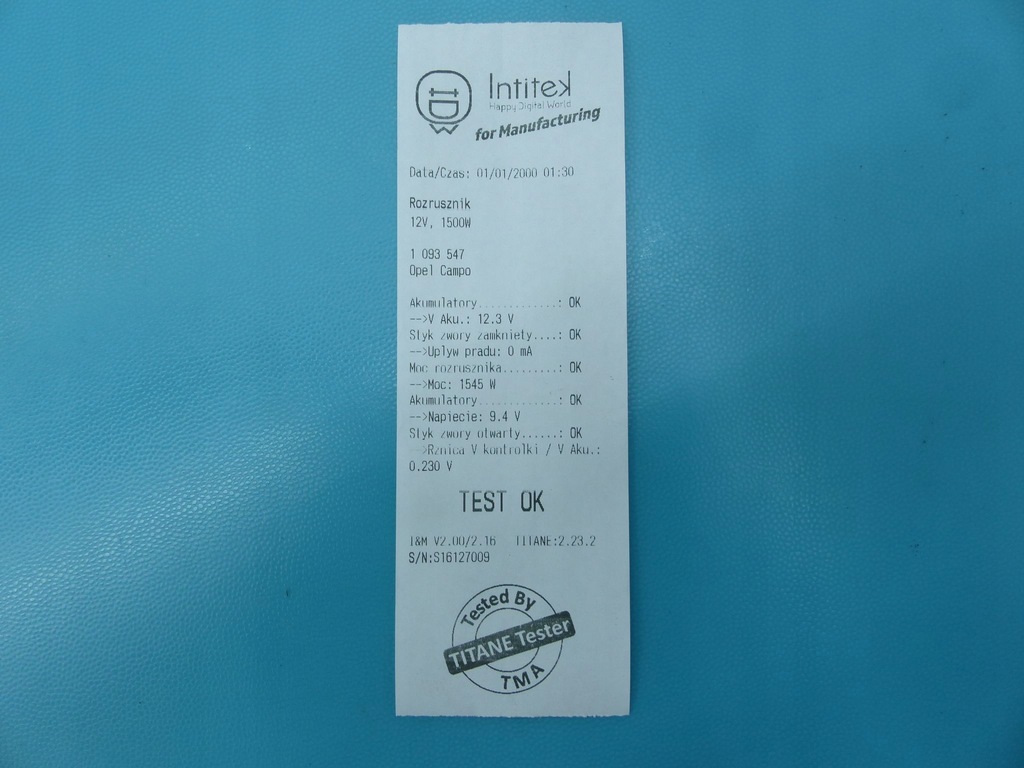 Intitek
Happy Digital World
for Manufacturing
Data/Czas: 01/01/2000 01:30
Rozrusznik
12V, 1500W
1 093 547
Opel Campo
Akumulatory.............: OK
-->V Aku.: 12.3 V
Styk zwory zamkniety....: OK
-->Uplyw pradu: 0 mA
Moc rozrusznika.........: OK
-->Moc: 1545 W
Akumulatory.............: OK
-->Napiecie: 9.4 V
Styk zwory otwarty......: OK
-->Rznica V kontrolki / V Aku.:
0.230 V
TEST OK
I&M V2.00/2.16 TITANE:2.23.2
S/N:S16127009
Tested By
TITANE Tester
TMA